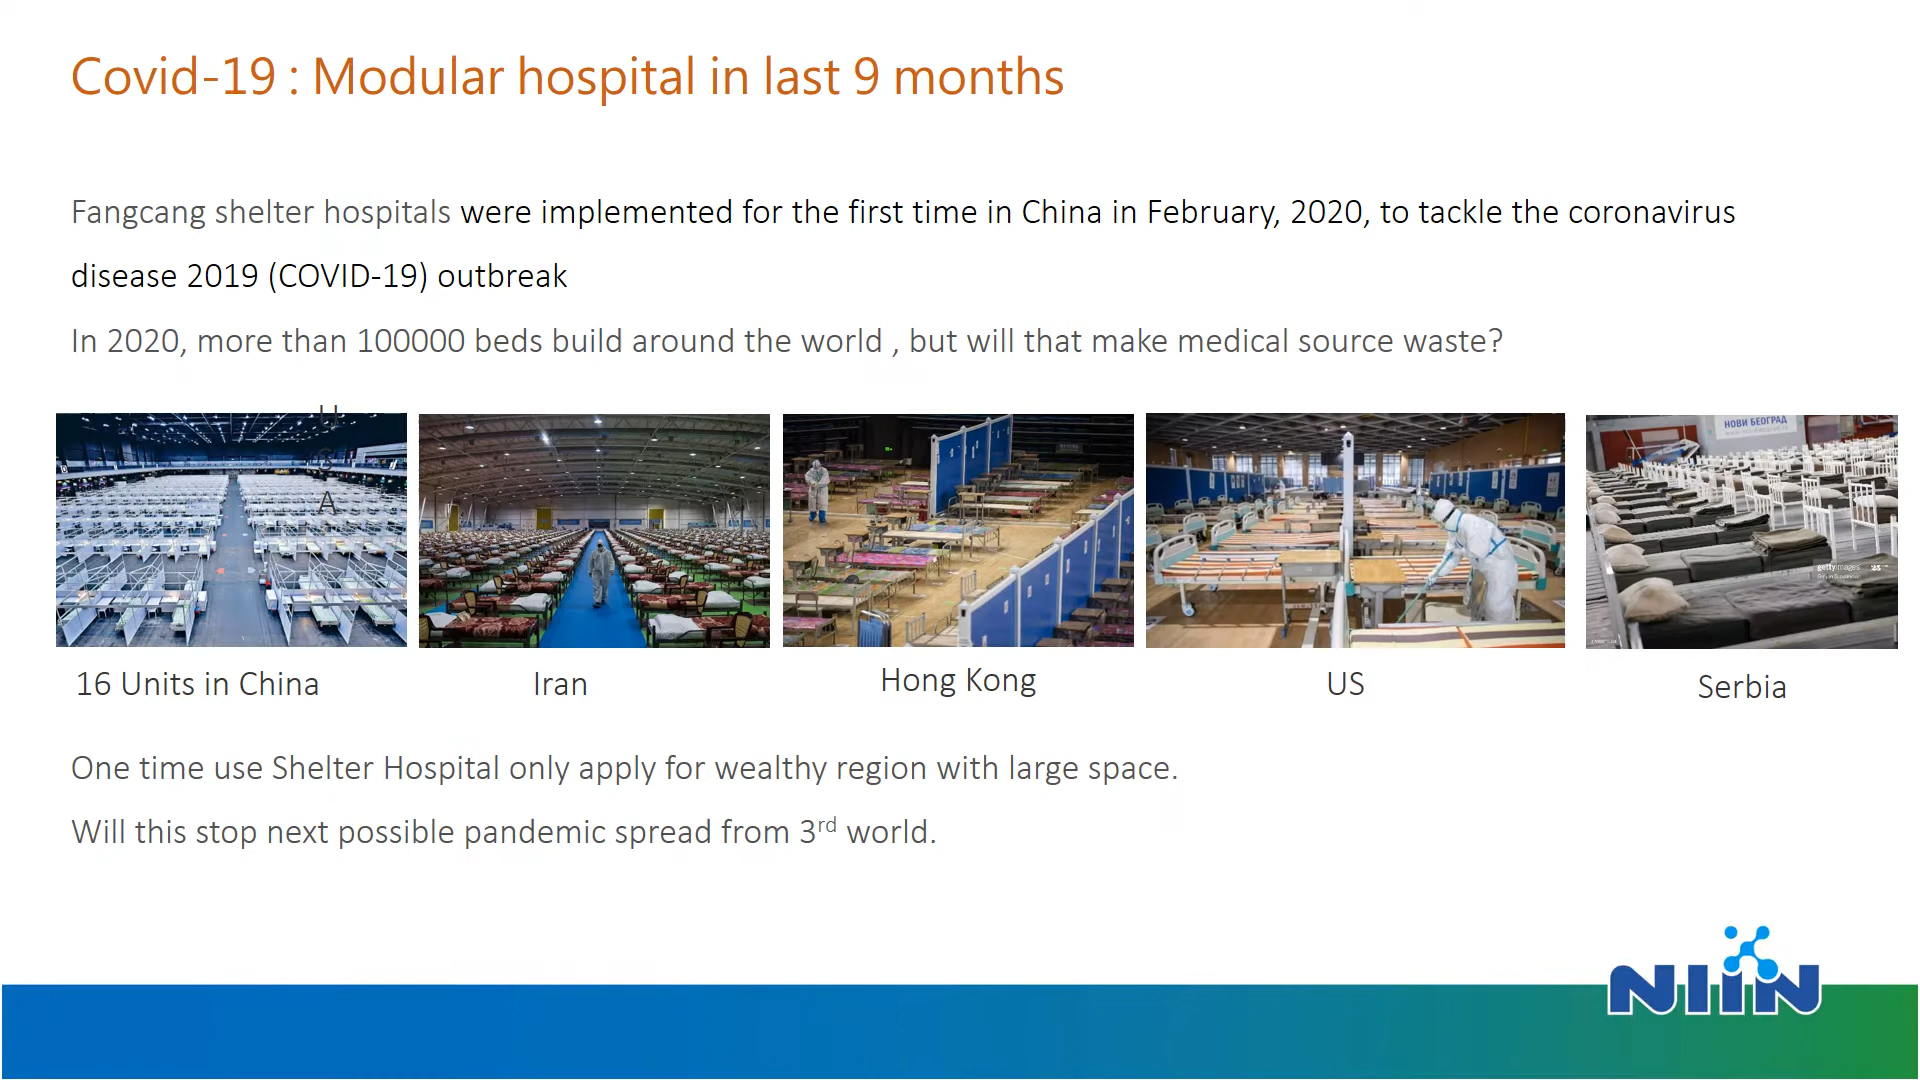 Covid-19 : Modular hospital in last 9 months
Fangcang shelter hospitals were implemented for the first time in China in February, 2020, to tackle the coronavirus
disease 2019 (COVID-19) outbreak
In 2020, more than 100000 beds build around the world , but will that make medical source waste?
U
S
A
НОВИ БЕОГРАД
gettyimages
16 Units in China
Iran
Hong Kong
US
Serbia
One time use Shelter Hospital only apply for wealthy region with large space.
Will this stop next possible pandemic spread from 3rd world.
NIIN